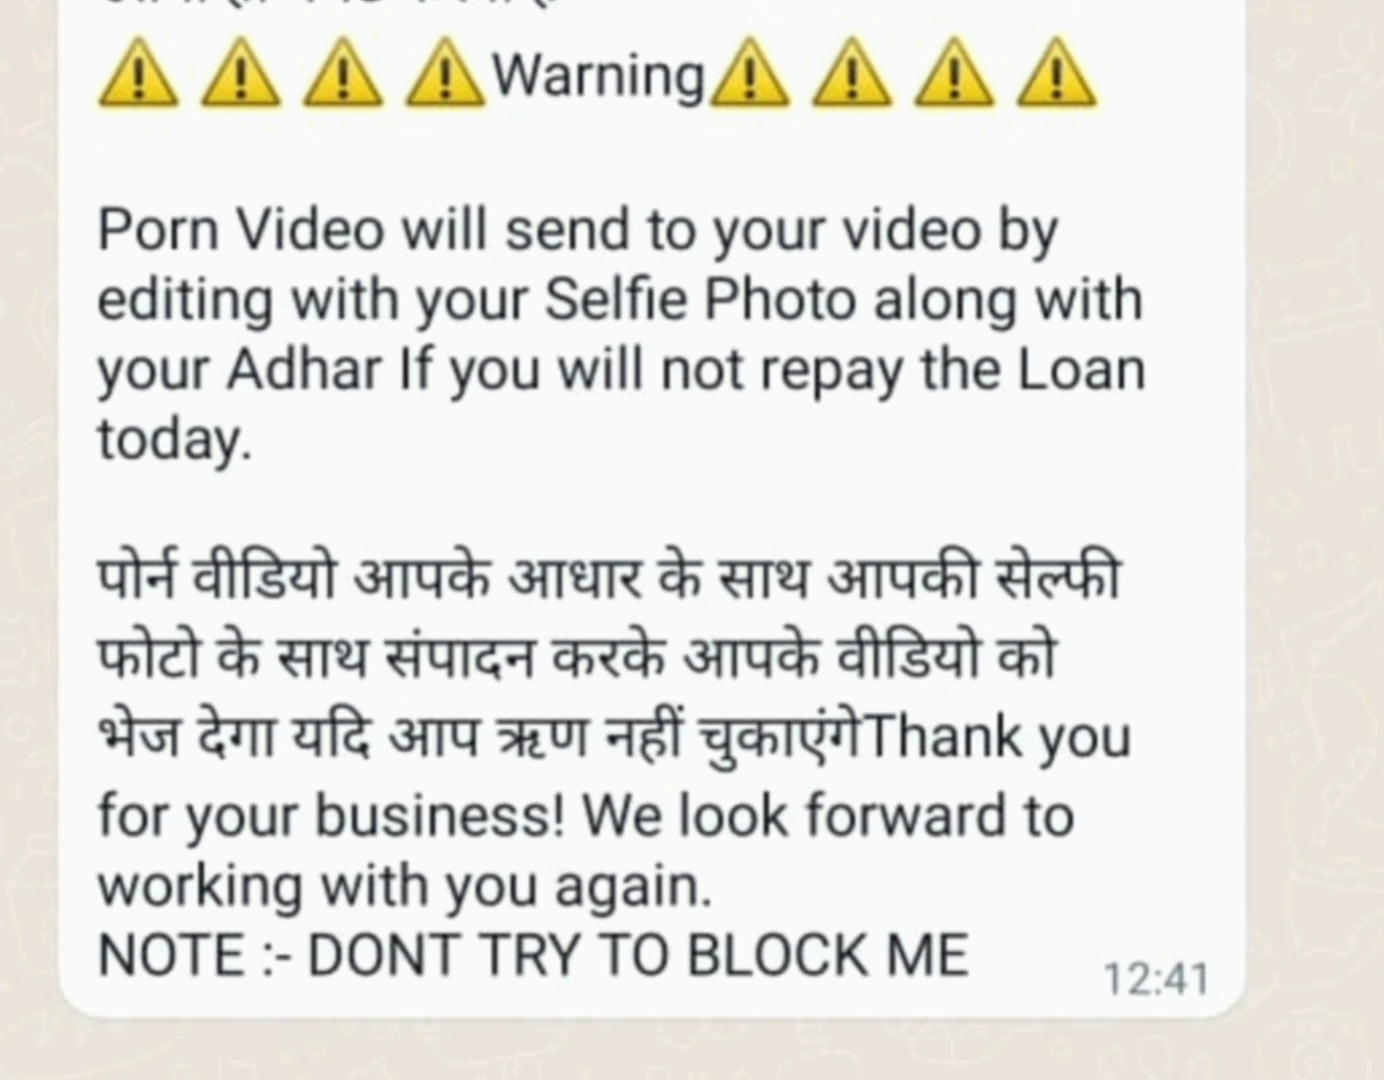 ⚠️ ⚠️ ⚠️ ⚠️Warning⚠️ ⚠️ ⚠️ ⚠️
Porn Video will send to your video by
editing with your Selfie Photo along with
your Adhar If you will not repay the Loan
today.
पोर्न वीडियो आपके आधार के साथ आपकी सेल्फी
फोटो के साथ संपादन करके आपके वीडियो को
भेज देगा यदि आप ऋण नहीं चुकाएंगेThank you
for your business! We look forward to
working with you again.
NOTE :- DONT TRY TO BLOCK ME
12:41